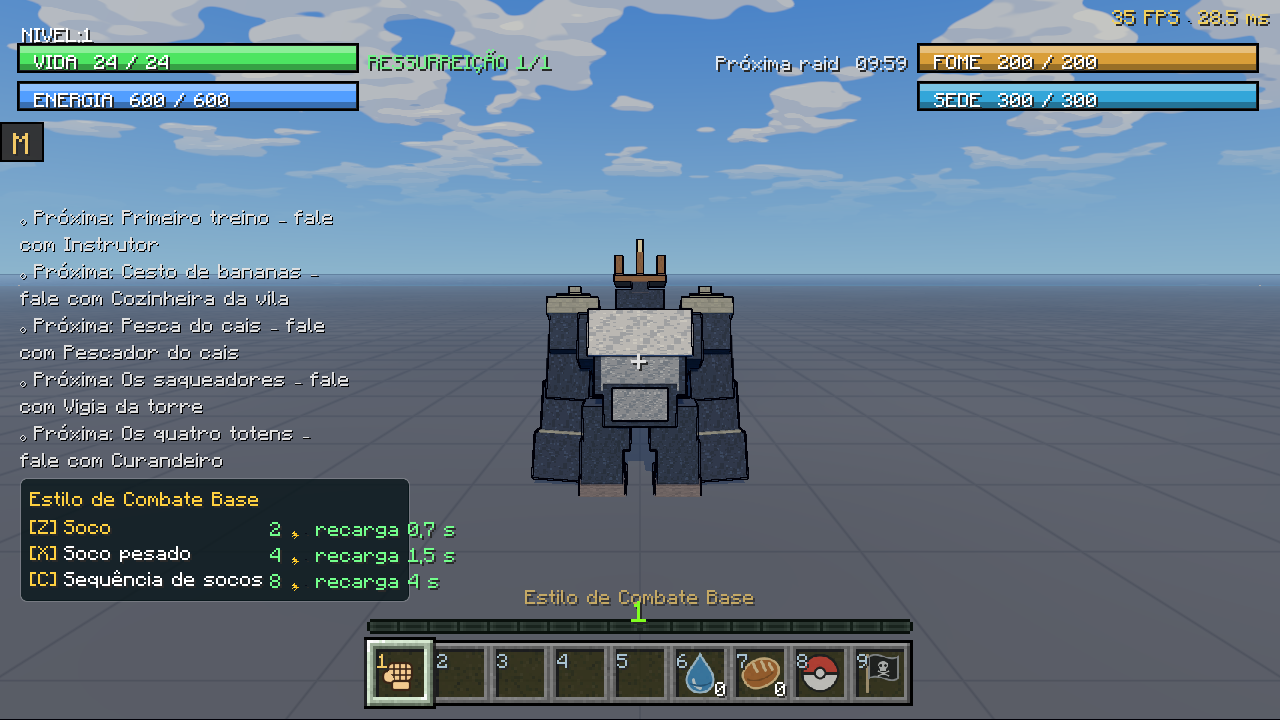 35 FPS · 28.5 ms
NIVEL:1
VIDA 24 / 24
RESSURREIÇÃO 1/1
Próxima raid 09:59
FOME 200 / 200
ENERGIA 600 / 600
SEDE 300 / 300
M
Próxima: Primeiro treino – fale
com Instrutor
Próxima: Cesto de bananas –
fale com Cozinheira da vila
Próxima: Pesca do cais – fale
com Pescador do cais
Próxima: Os saqueadores – fale
com Vigia da torre
Próxima: Os quatro totens –
fale com Curandeiro
Estilo de Combate Base
[Z] Soco 2 recarga 0,7 s
[X] Soco pesado 4 recarga 1,5 s
[C] Sequência de socos 8 recarga 4 s
Estilo de Combate Base
1
1 2 3 4 5 6 7 8 9
0 0